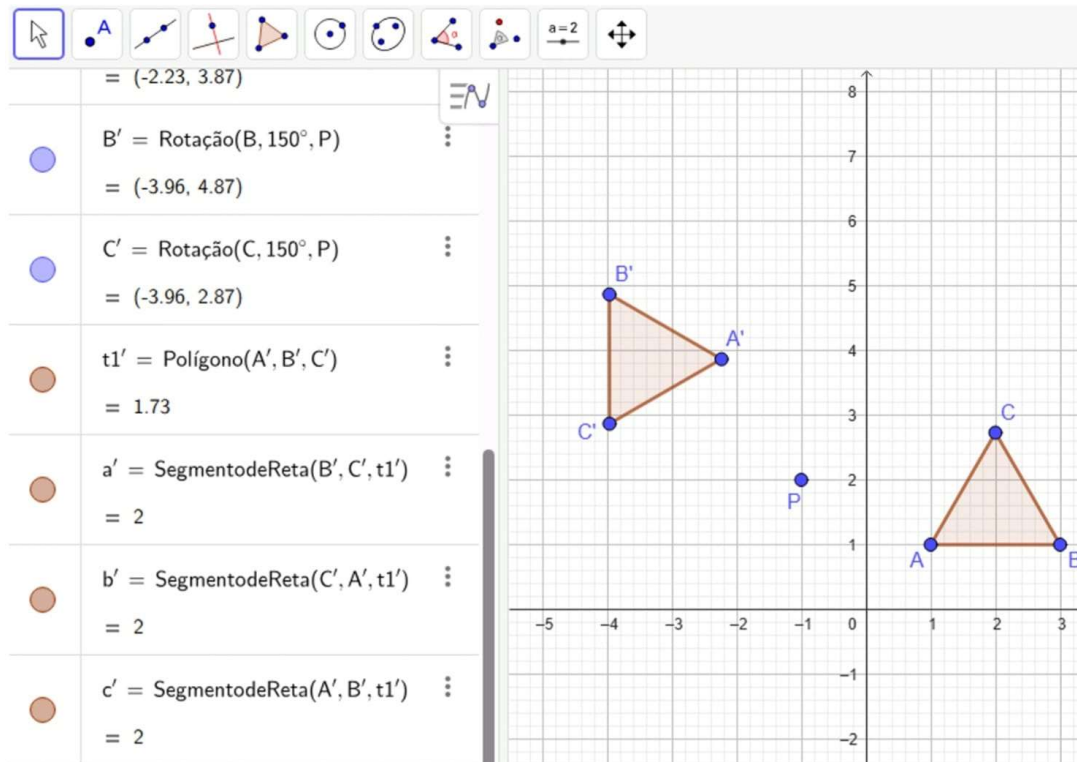 A
α
a
a = 2
= (-2.23, 3.87)
B′ = Rotação(B, 150°, P)
= (-3.96, 4.87)
C′ = Rotação(C, 150°, P)
= (-3.96, 2.87)
t1′ = Polígono(A′, B′, C′)
= 1.73
a′ = SegmentodeReta(B′, C′, t1′)
= 2
b′ = SegmentodeReta(C′, A′, t1′)
= 2
c′ = SegmentodeReta(A′, B′, t1′)
= 2
8
7
6
B'
5
A'
4
C
C'
3
2
P
1
A
B
−5 −4 −3 −2 −1 0 1 2 3
−1
−2